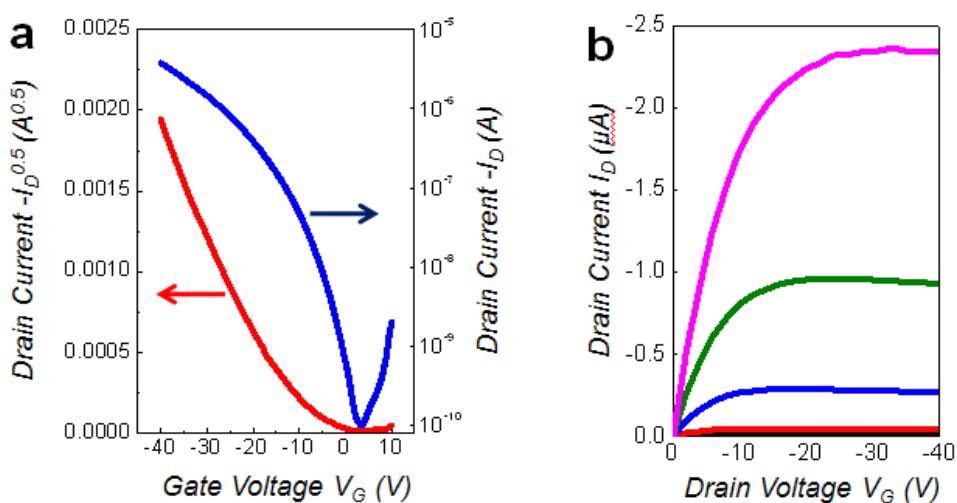 a
0.0025
0.0020
0.0015
0.0010
0.0005
0.0000
Drain Current -I_D^0.5 (A^0.5)
-40 -30 -20 -10 0 10
Gate Voltage V_G (V)
10^-5
10^-6
10^-7
10^-8
10^-9
10^-10
Drain Current -I_D (A)
b
-2.5
-2.0
-1.5
-1.0
-0.5
0.0
Drain Current I_D (μA)
0 -10 -20 -30 -40
Drain Voltage V_G (V)